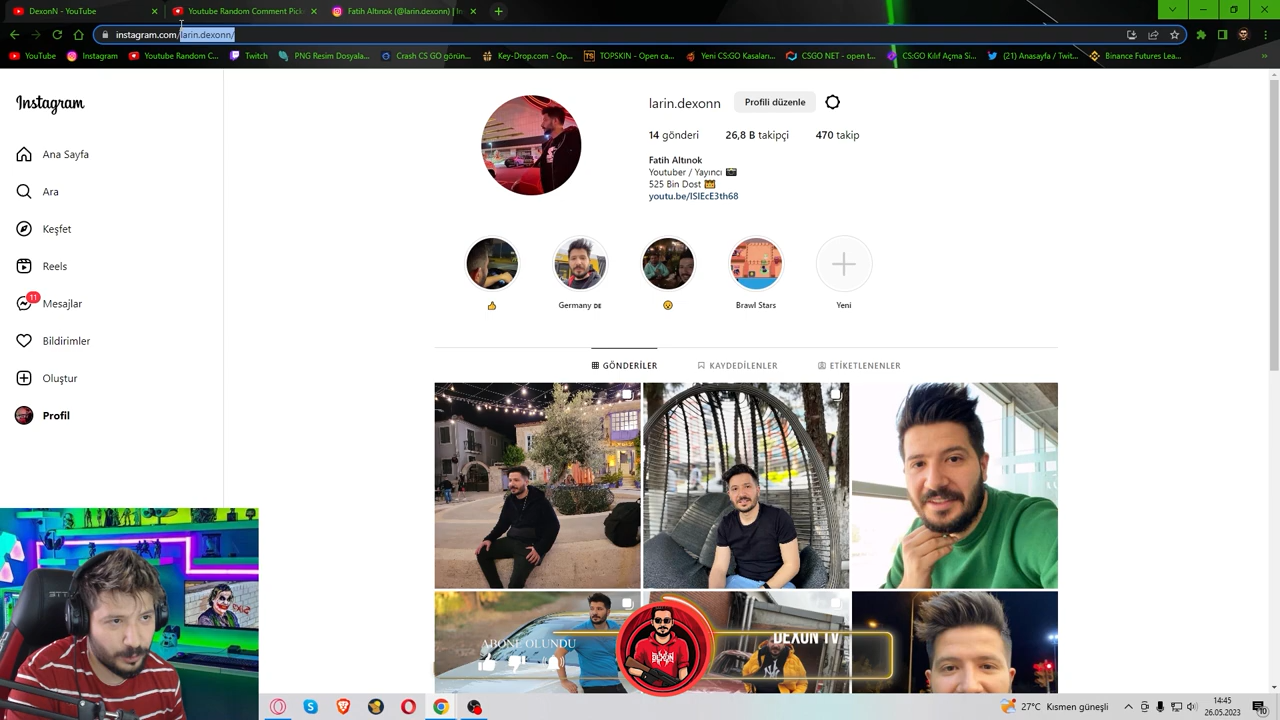 DexonN - YouTube
Youtube Random Comment Pick
Fatih Altınok (@larin.dexonn) | In
instagram.com/larin.dexonn/
YouTube
Instagram
Youtube Random C...
Twitch
PNG Resim Dosyala...
Crash CS GO görün...
Key-Drop.com - Op...
TOPSKIN - Open ca...
Yeni CS:GO Kasaları...
CSGO NET - open t...
CS:GO Kılıf Açma Si...
(21) Anasayfa / Twit...
Binance Futures Lea...
»
Instagram
Ana Sayfa
Ara
Keşfet
Reels
11
Mesajlar
Bildirimler
Oluştur
Profil
larin.dexonn
Profili düzenle
14 gönderi
26,8 B takipçi
470 takip
Fatih Altınok
Youtuber / Yayıncı 📷
525 Bin Dost 👑
youtu.be/ISlEcE3th68
👍
Germany 🇩🇪
😮
Brawl Stars
Yeni
GÖNDERİLER
KAYDEDİLENLER
ETİKETLENENLER
ABONE OLUNDU
DEXON TV
27°C Kısmen güneşli
14:45
26.05.2023
10